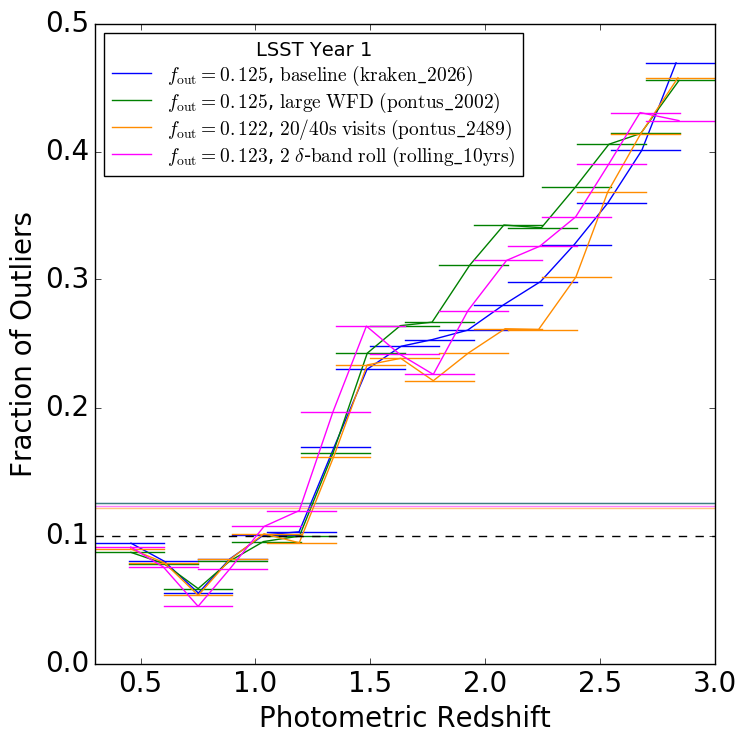 LSST Year 1
f_out = 0.125, baseline (kraken_2026)
f_out = 0.125, large WFD (pontus_2002)
f_out = 0.122, 20/40s visits (pontus_2489)
f_out = 0.123, 2 δ-band roll (rolling_10yrs)
Fraction of Outliers
0.5
0.4
0.3
0.2
0.1
0.0
0.5 1.0 1.5 2.0 2.5 3.0
Photometric Redshift